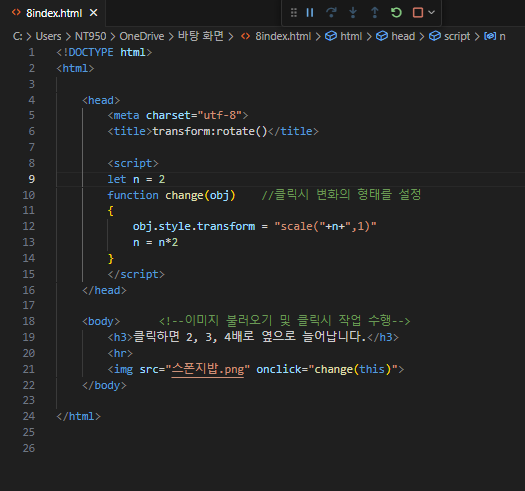 8index.html
C: > Users > NT950 > OneDrive > 바탕 화면 > 8index.html > html > head > script > n
1 <!DOCTYPE html>
2 <html>
3
4 <head>
5 <meta charset="utf-8">
6 <title>transform:rotate()</title>
7
8 <script>
9 let n = 2
10 function change(obj) //클릭시 변화의 형태를 설정
11 {
12 obj.style.transform = "scale("+n+",1)"
13 n = n*2
14 }
15 </script>
16 </head>
17
18 <body> <!--이미지 불러오기 및 클릭시 작업 수행-->
19 <h3>클릭하면 2, 3, 4배로 옆으로 늘어납니다.</h3>
20 <hr>
21 <img src="스폰지밥.png" onclick="change(this)">
22 </body>
23
24 </html>
25
26